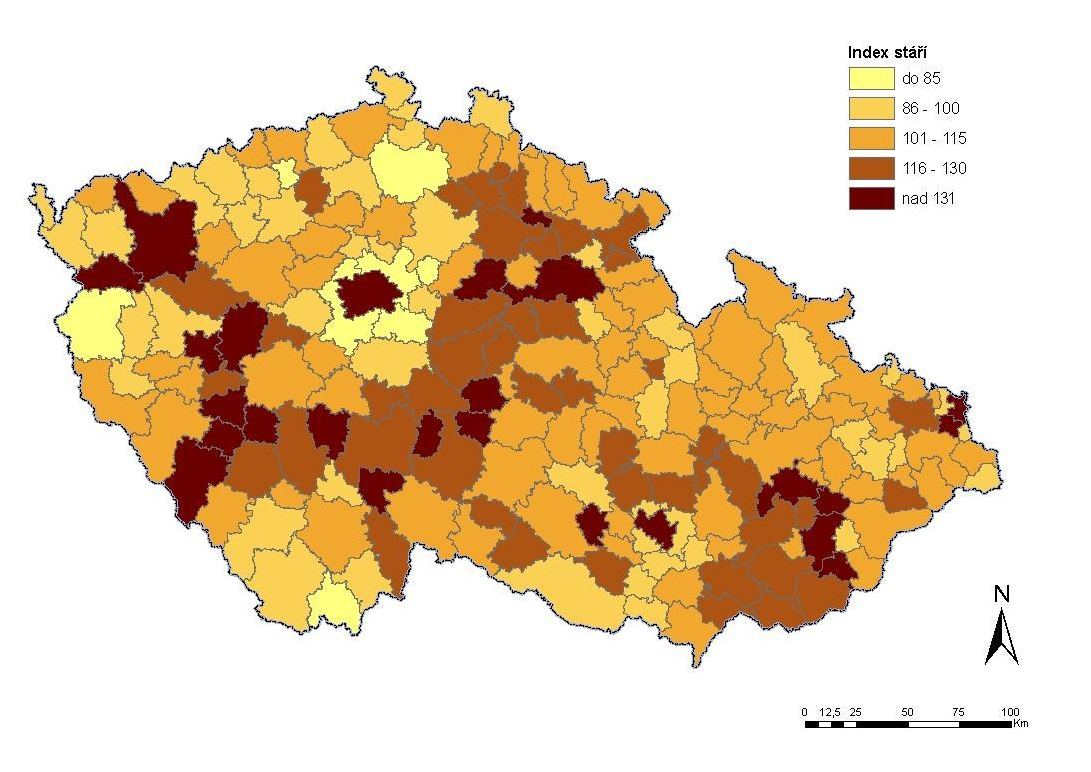 Index stáří
do 85
86 - 100
101 - 115
116 - 130
nad 131
N
0 12,5 25 50 75 100
Km